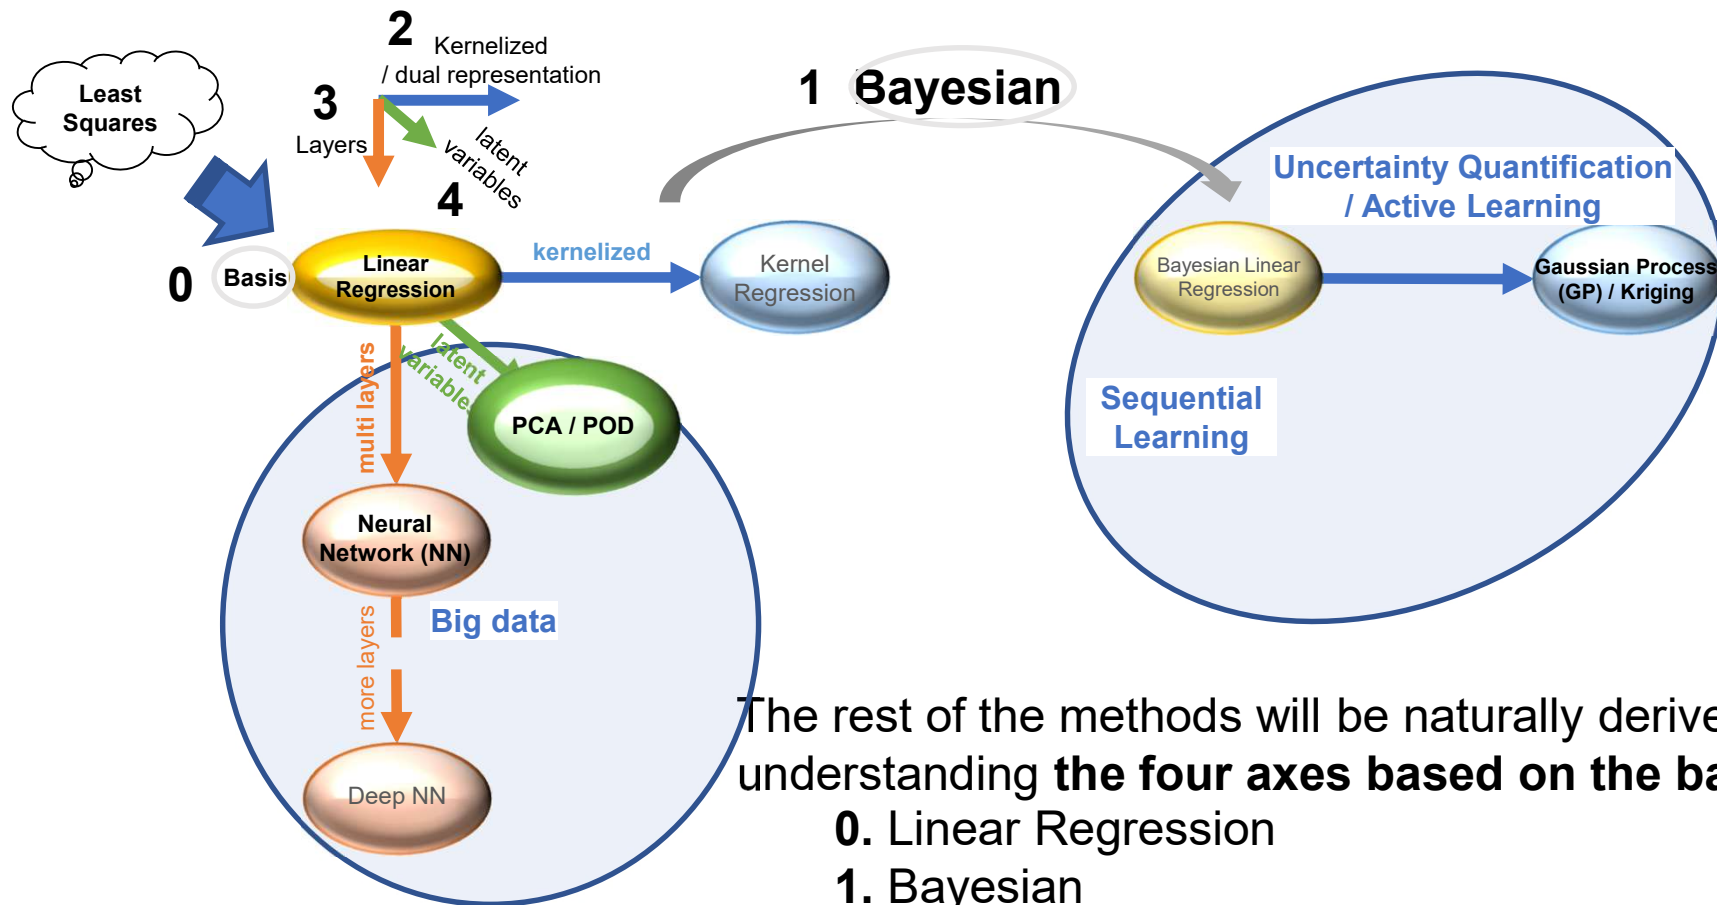 2
Kernelized
/ dual representation
Least
Squares
3
Layers
latent
variables
4
1 Bayesian
Uncertainty Quantification
/ Active Learning
0
Basis
Linear
Regression
kernelized
Kernel
Regression
Bayesian Linear
Regression
Gaussian Process
(GP) / Kriging
multi layers
latent
variables
PCA / POD
Sequential
Learning
Neural
Network (NN)
more layers
Big data
Deep NN
The rest of the methods will be naturally derive
understanding the four axes based on the ba
0. Linear Regression
1. Bayesian